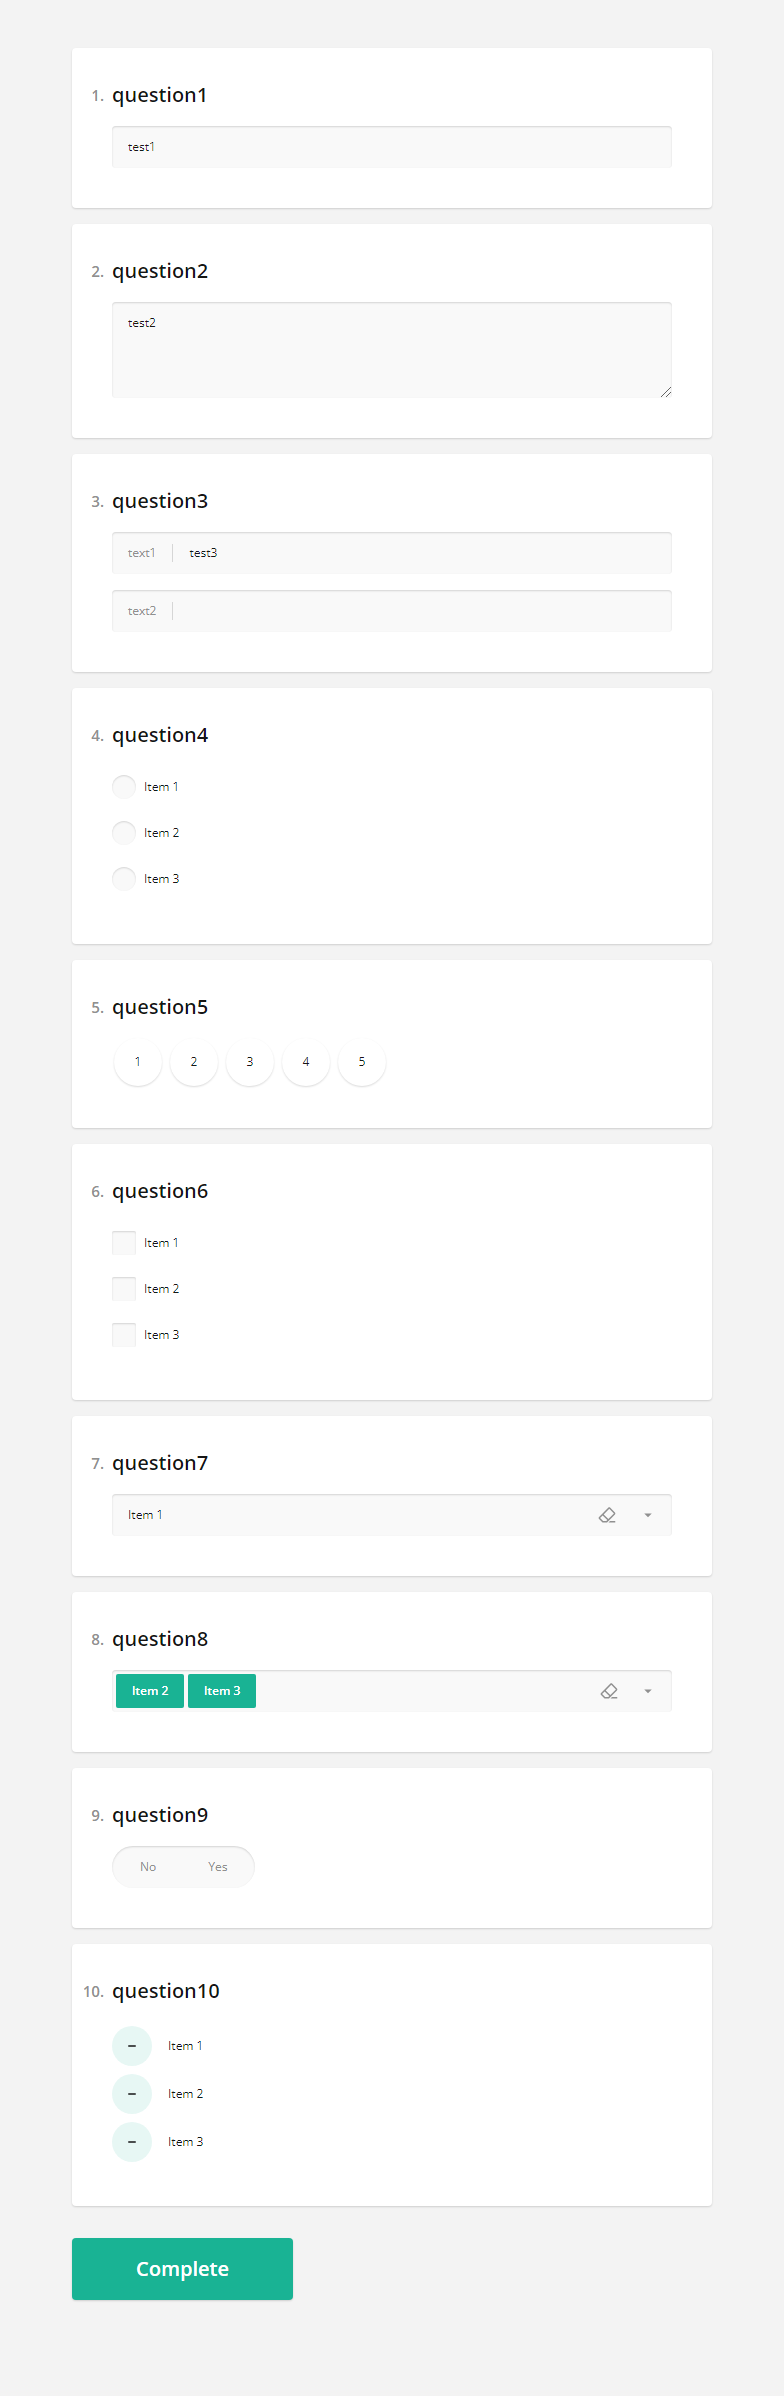 1. question1
test1
2. question2
test2
3. question3
text1 test3
text2
4. question4
Item 1
Item 2
Item 3
5. question5
1 2 3 4 5
6. question6
Item 1
Item 2
Item 3
7. question7
Item 1
8. question8
Item 2 Item 3
9. question9
No Yes
10. question10
– Item 1
– Item 2
– Item 3
Complete